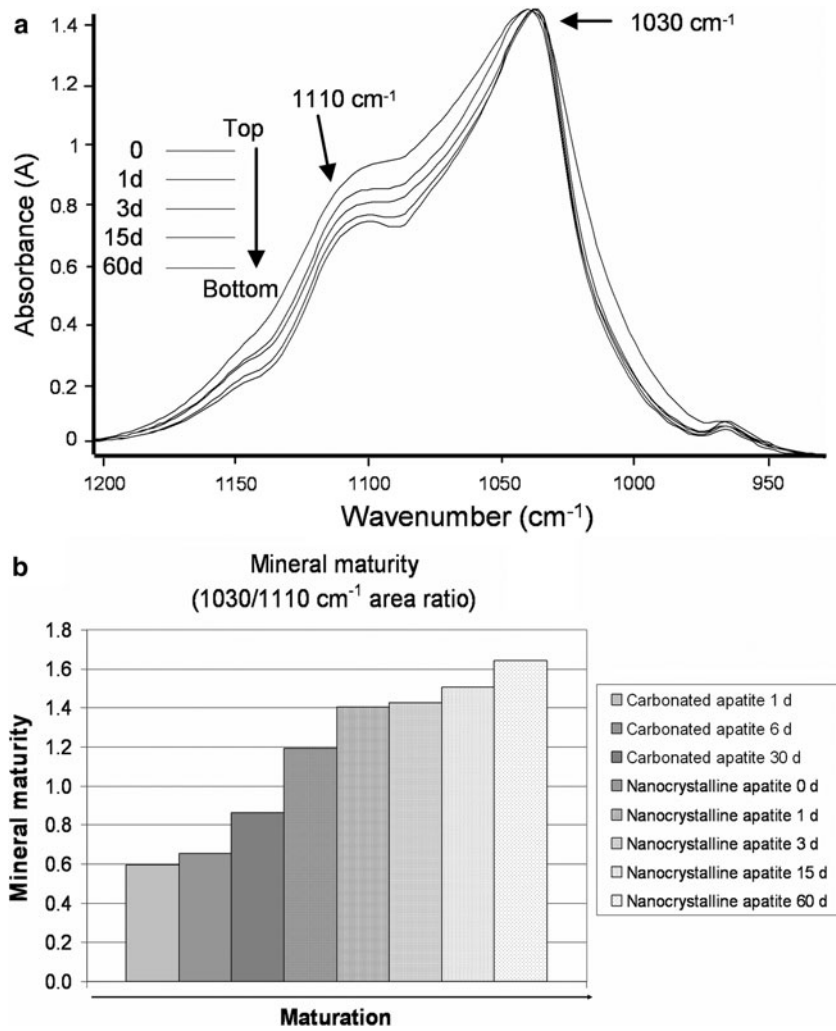 a
1.4
1.2
1
0.8
0.6
0.4
0.2
0
Absorbance (A)
1030 cm-1
1110 cm-1
Top
0
1d
3d
15d
60d
Bottom
1200
1150
1100
1050
1000
950
Wavenumber (cm-1)
b
Mineral maturity
(1030/1110 cm-1 area ratio)
1.8
1.6
1.4
1.2
1.0
0.8
0.6
0.4
0.2
0.0
Mineral maturity
Maturation
Carbonated apatite 1 d
Carbonated apatite 6 d
Carbonated apatite 30 d
Nanocrystalline apatite 0 d
Nanocrystalline apatite 1 d
Nanocrystalline apatite 3 d
Nanocrystalline apatite 15 d
Nanocrystalline apatite 60 d